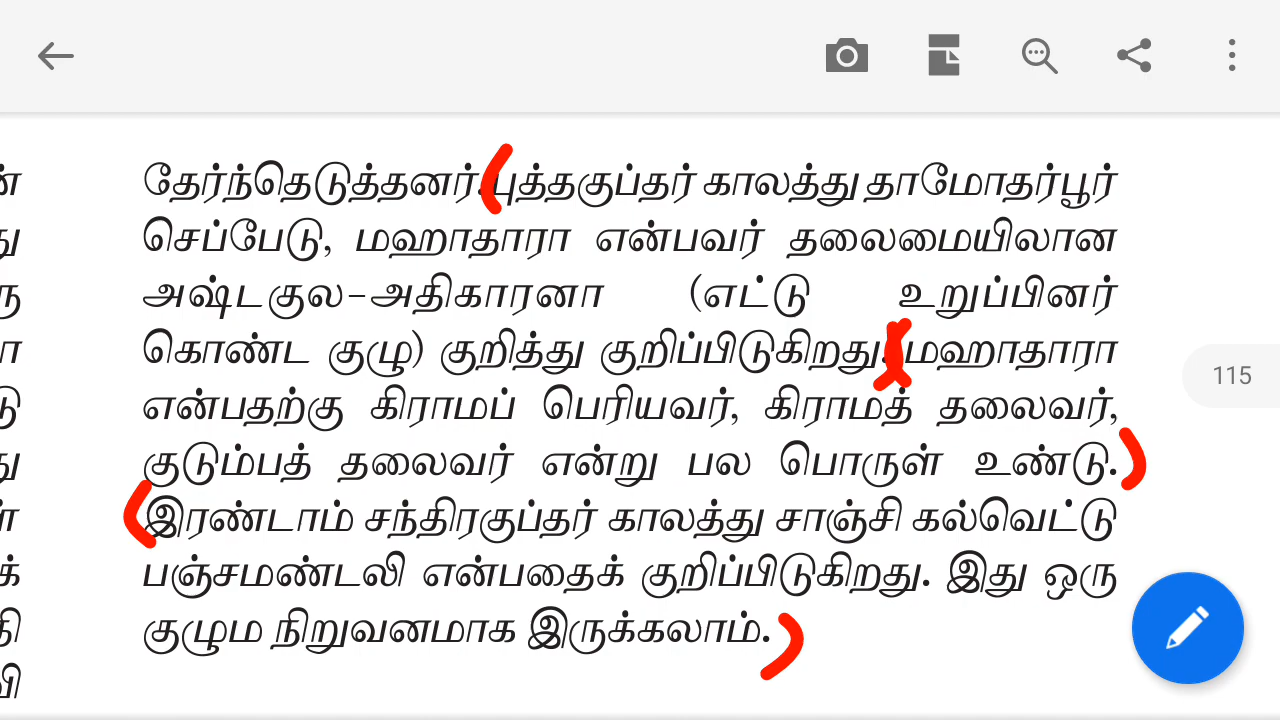 தேர்ந்தெடுத்தனர். புத்தகுப்தர் காலத்து தாமோதர்பூர்
செப்பேடு, மஹாதாரா என்பவர் தலைமையிலான
அஷ்டகுல-அதிகாரனா (எட்டு உறுப்பினர்
கொண்ட குழு) குறித்து குறிப்பிடுகிறது. மஹாதாரா
என்பதற்கு கிராமப் பெரியவர், கிராமத் தலைவர்,
குடும்பத் தலைவர் என்று பல பொருள் உண்டு.
இரண்டாம் சந்திரகுப்தர் காலத்து சாஞ்சி கல்வெட்டு
பஞ்சமண்டலி என்பதைக் குறிப்பிடுகிறது. இது ஒரு
குழும நிறுவனமாக இருக்கலாம்.
115